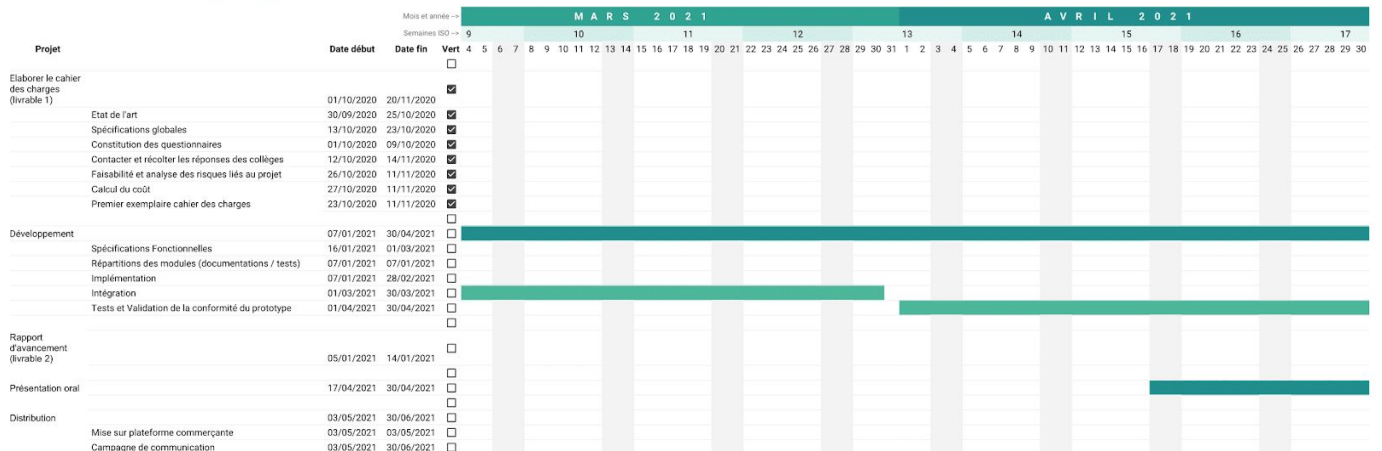 Mois et année --> MARS 2021 AVRIL 2021
Semaines ISO --> 9 10 11 12 13 14 15 16 17
Projet Date début Date fin Vert 4 5 6 7 8 9 10 11 12 13 14 15 16 17 18 19 20 21 22 23 24 25 26 27 28 29 30 31 1 2 3 4 5 6 7 8 9 10 11 12 13 14 15 16 17 18 19 20 21 22 23 24 25 26 27 28 29 30
Elaborer le cahier
des charges
(livrable 1) 01/10/2020 20/11/2020
Etat de l'art 30/09/2020 25/10/2020
Spécifications globales 13/10/2020 23/10/2020
Constitution des questionnaires 01/10/2020 09/10/2020
Contacter et récolter les réponses des collèges 12/10/2020 14/11/2020
Faisabilité et analyse des risques liés au projet 26/10/2020 11/11/2020
Calcul du coût 27/10/2020 11/11/2020
Premier exemplaire cahier des charges 23/10/2020 11/11/2020
Développement 07/01/2021 30/04/2021
Spécifications Fonctionnelles 16/01/2021 01/03/2021
Répartitions des modules (documentations / tests) 07/01/2021 07/01/2021
Implémentation 07/01/2021 28/02/2021
Intégration 01/03/2021 30/03/2021
Tests et Validation de la conformité du prototype 01/04/2021 30/04/2021
Rapport
d'avancement
(livrable 2) 05/01/2021 14/01/2021
Présentation oral 17/04/2021 30/04/2021
Distribution 03/05/2021 30/06/2021
Mise sur plateforme commerçante 03/05/2021 03/05/2021
Campagne de communication 03/05/2021 30/06/2021